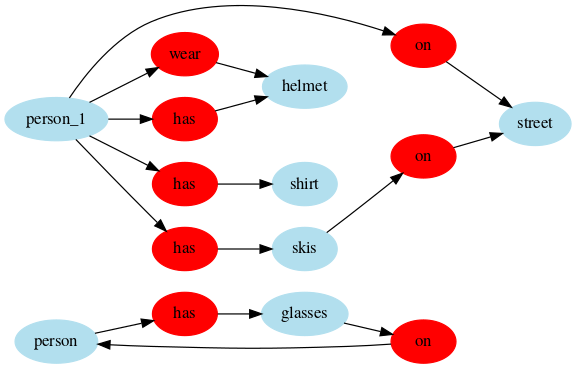 on
wear
helmet
person_1
has
street
on
has
shirt
has
skis
has
glasses
person
on